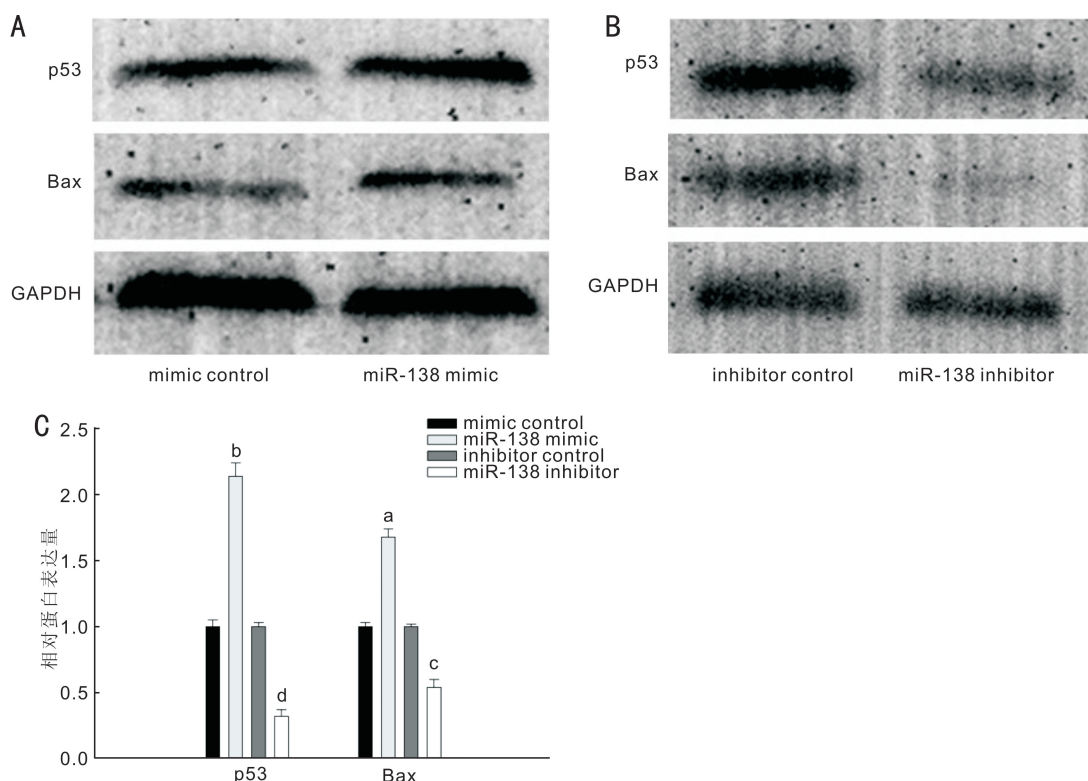 A
p53
Bax
GAPDH
mimic control
miR-138 mimic
B
p53
Bax
GAPDH
inhibitor control
miR-138 inhibitor
C
mimic control
miR-138 mimic
inhibitor control
miR-138 inhibitor
相对蛋白表达量
2.5
2.0
1.5
1.0
0.5
0.0
b
d
a
c
p53
Bax